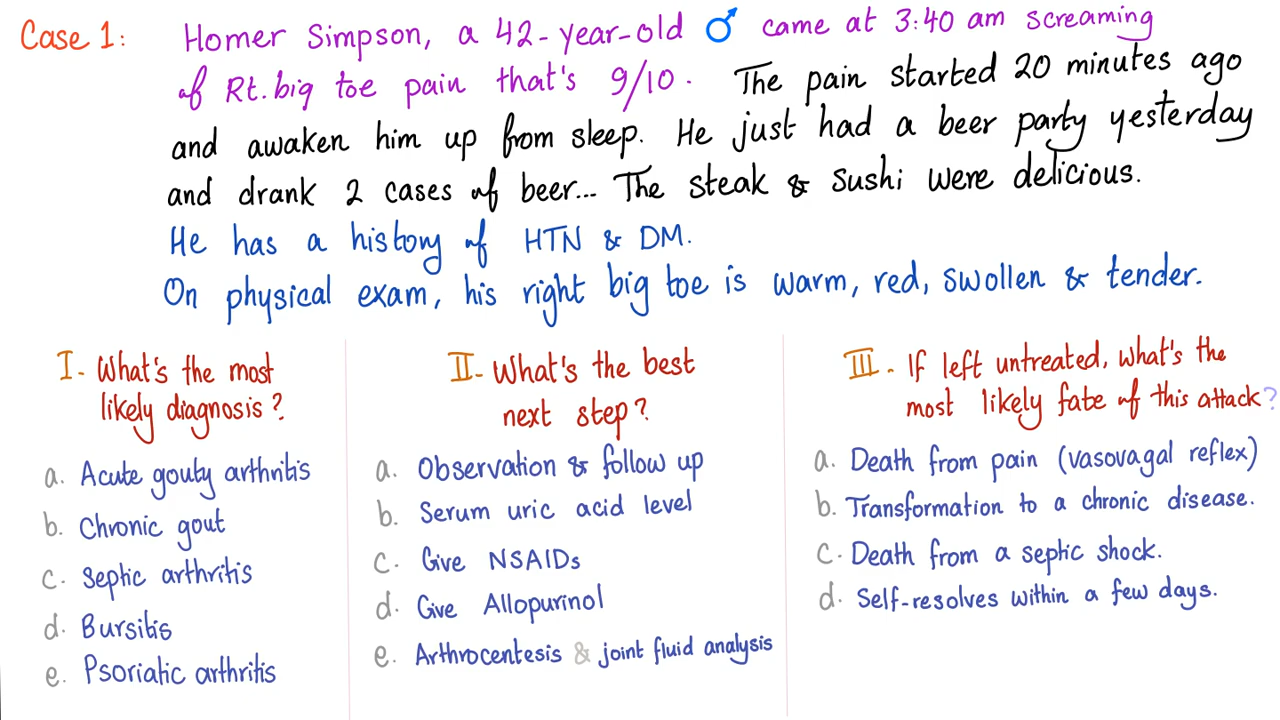 Case 1: Homer Simpson, a 42-year-old ♂ came at 3:40 am screaming
of Rt. big toe pain that's 9/10. The pain started 20 minutes ago
and awaken him up from sleep. He just had a beer party yesterday
and drank 2 cases of beer... The steak & sushi were delicious.
He has a history of HTN & DM.
On physical exam, his right big toe is warm, red, swollen & tender.
I- What's the most
likely diagnosis?
a. Acute gouty arthritis
b. Chronic gout
c. Septic arthritis
d. Bursitis
e. Psoriatic arthritis
II- What's the best
next step?
a. Observation & follow up
b. Serum uric acid level
c. Give NSAIDs
d. Give Allopurinol
e. Arthrocentesis & joint fluid analysis
III- If left untreated, what's the
most likely fate of this attack?
a. Death from pain (vasovagal reflex)
b. Transformation to a chronic disease.
c. Death from a septic shock.
d. Self-resolves within a few days.